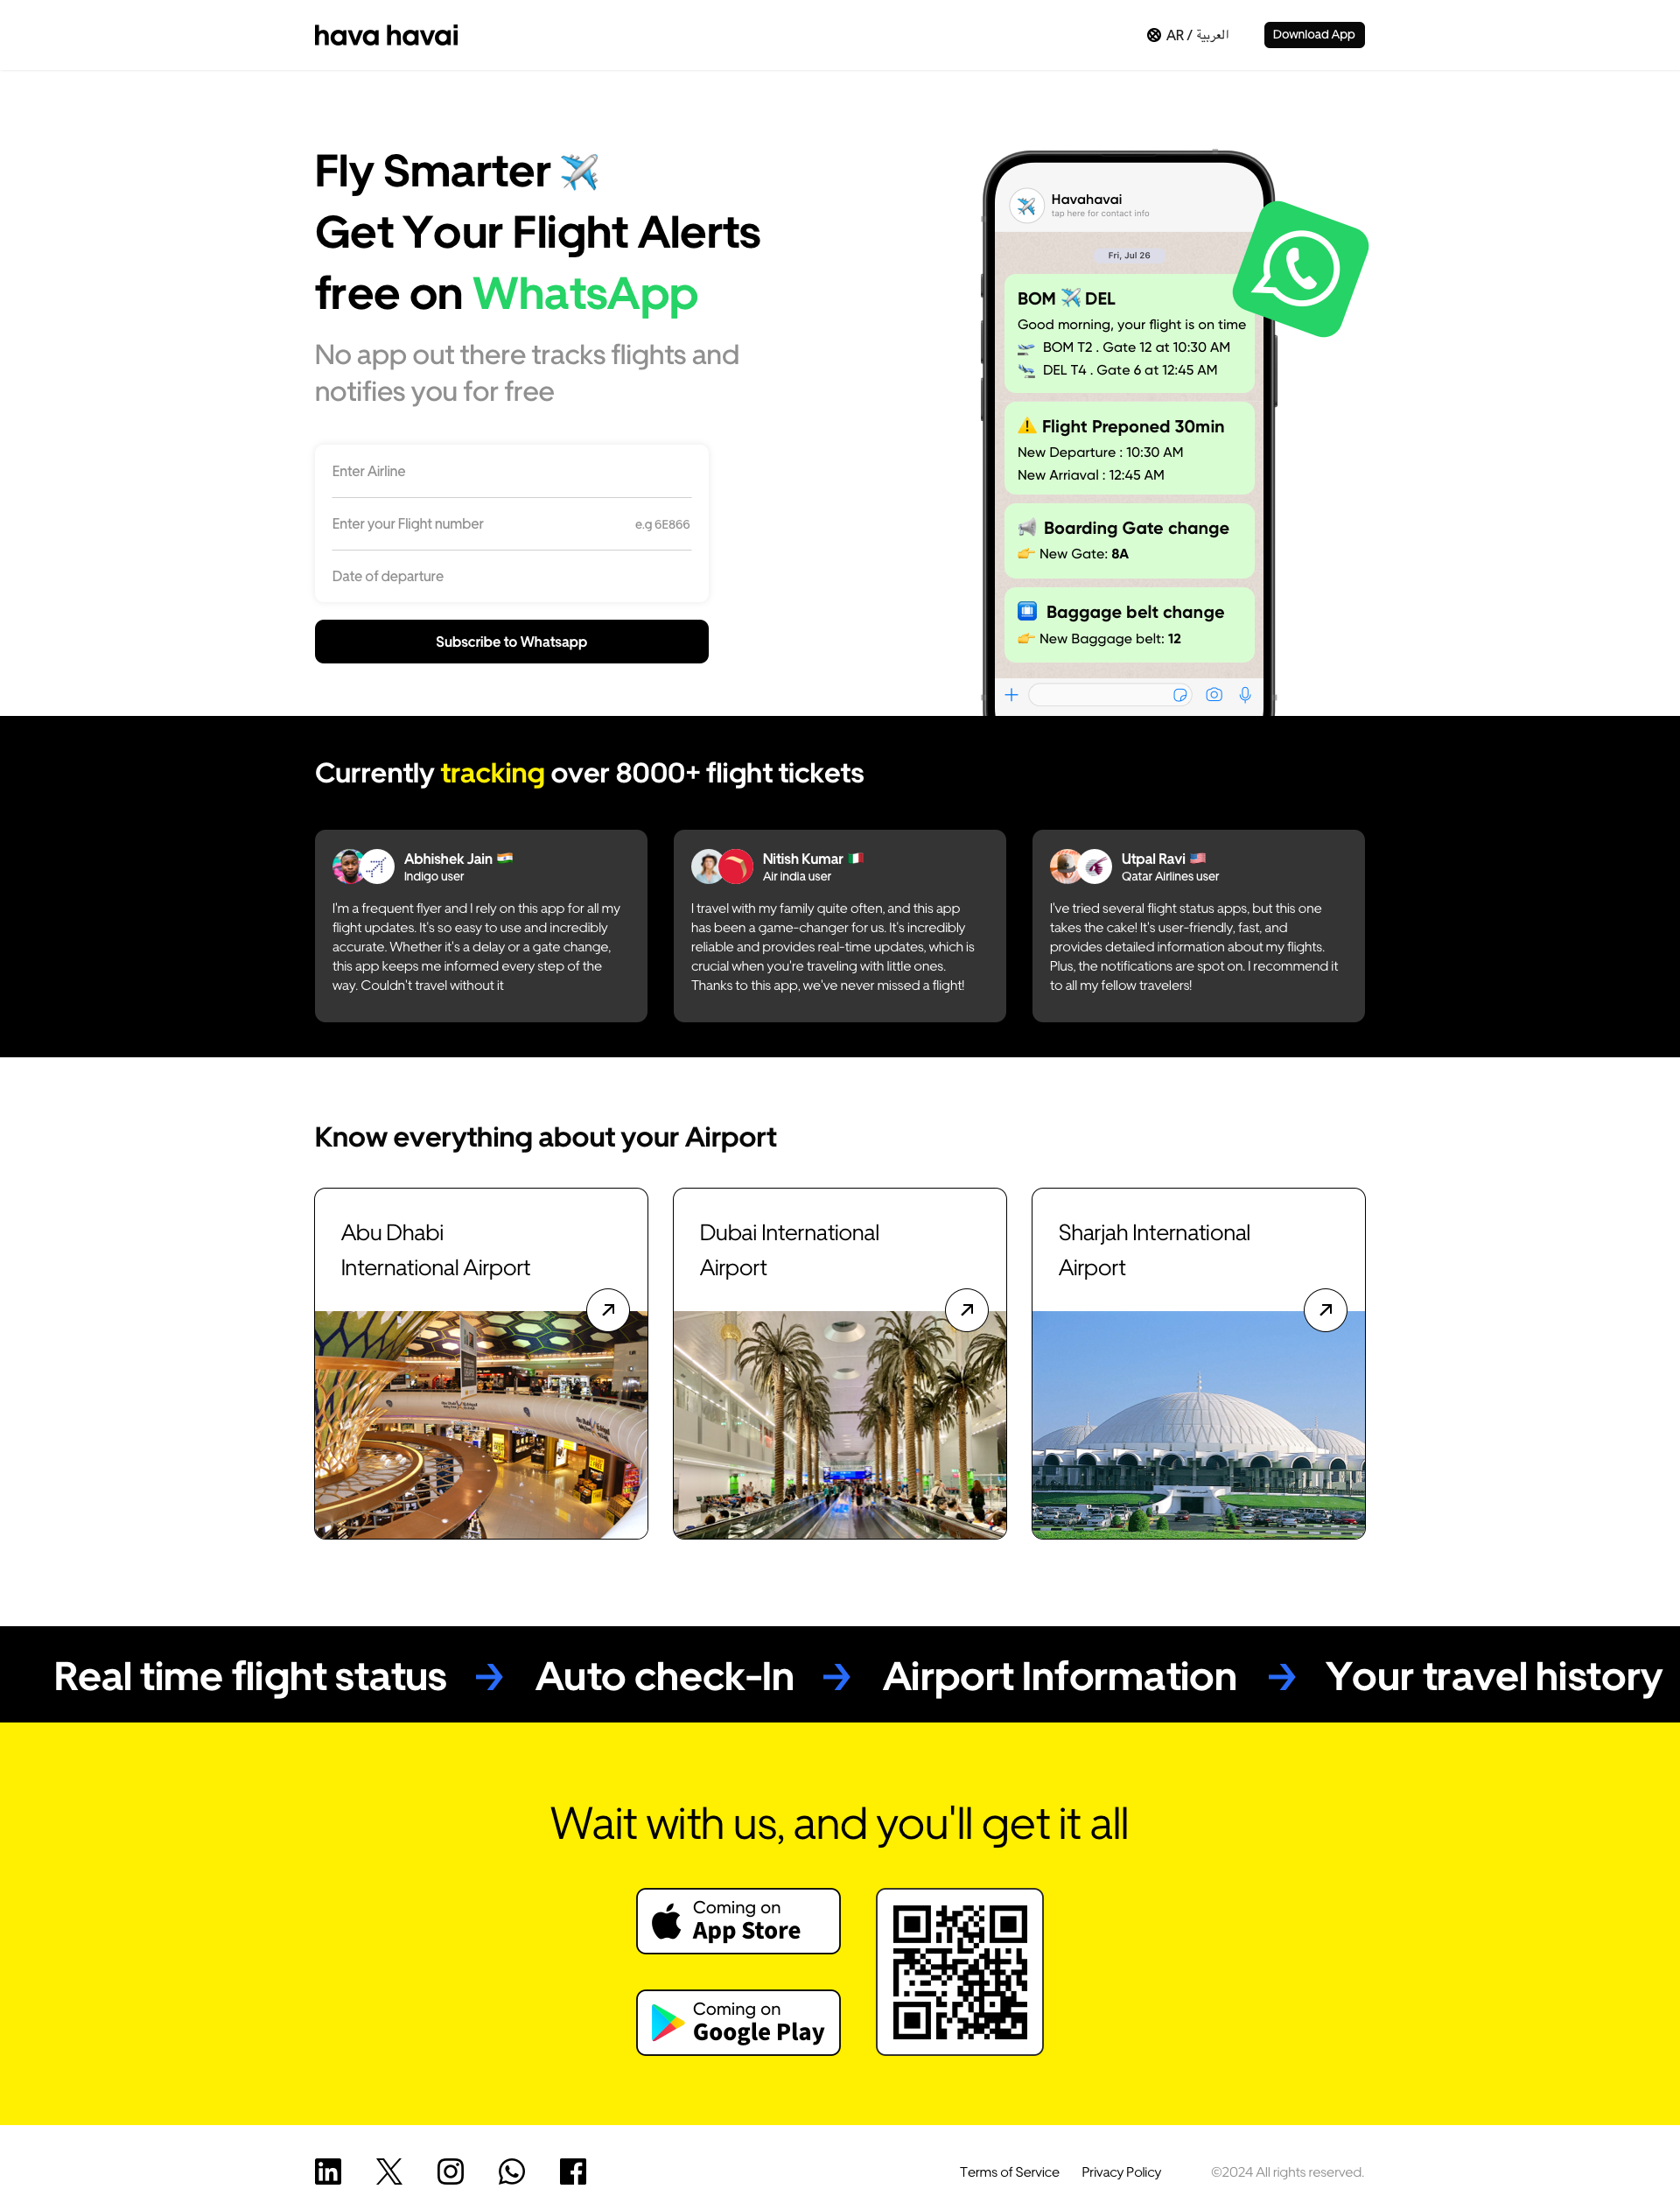 hava havai
AR / العربية
Download App
Fly Smarter ✈️
Get Your Flight Alerts
free on WhatsApp
No app out there tracks flights and
notifies you for free
Enter Airline
Enter your Flight number
e.g 6E866
Date of departure
Subscribe to Whatsapp
Havahavai
tap here for contact info
Fri, Jul 26
BOM ✈️ DEL
Good morning, your flight is on time
BOM T2 . Gate 12 at 10:30 AM
DEL T4 . Gate 6 at 12:45 AM
Flight Preponed 30min
New Departure : 10:30 AM
New Arriaval : 12:45 AM
Boarding Gate change
New Gate: 8A
Baggage belt change
New Baggage belt: 12
Currently tracking over 8000+ flight tickets
Abhishek Jain
Indigo user
I'm a frequent flyer and I rely on this app for all my
flight updates. It's so easy to use and incredibly
accurate. Whether it's a delay or a gate change,
this app keeps me informed every step of the
way. Couldn't travel without it
Nitish Kumar
Air india user
I travel with my family quite often, and this app
has been a game-changer for us. It's incredibly
reliable and provides real-time updates, which is
crucial when you're traveling with little ones.
Thanks to this app, we've never missed a flight!
Utpal Ravi
Qatar Airlines user
I've tried several flight status apps, but this one
takes the cake! It's user-friendly, fast, and
provides detailed information about my flights.
Plus, the notifications are spot on. I recommend it
to all my fellow travelers!
Know everything about your Airport
Abu Dhabi
International Airport
Dubai International
Airport
Sharjah International
Airport
Real time flight status → Auto check-In → Airport Information → Your travel history
Wait with us, and you'll get it all
Coming on
App Store
Coming on
Google Play
Terms of Service
Privacy Policy
©2024 All rights reserved.